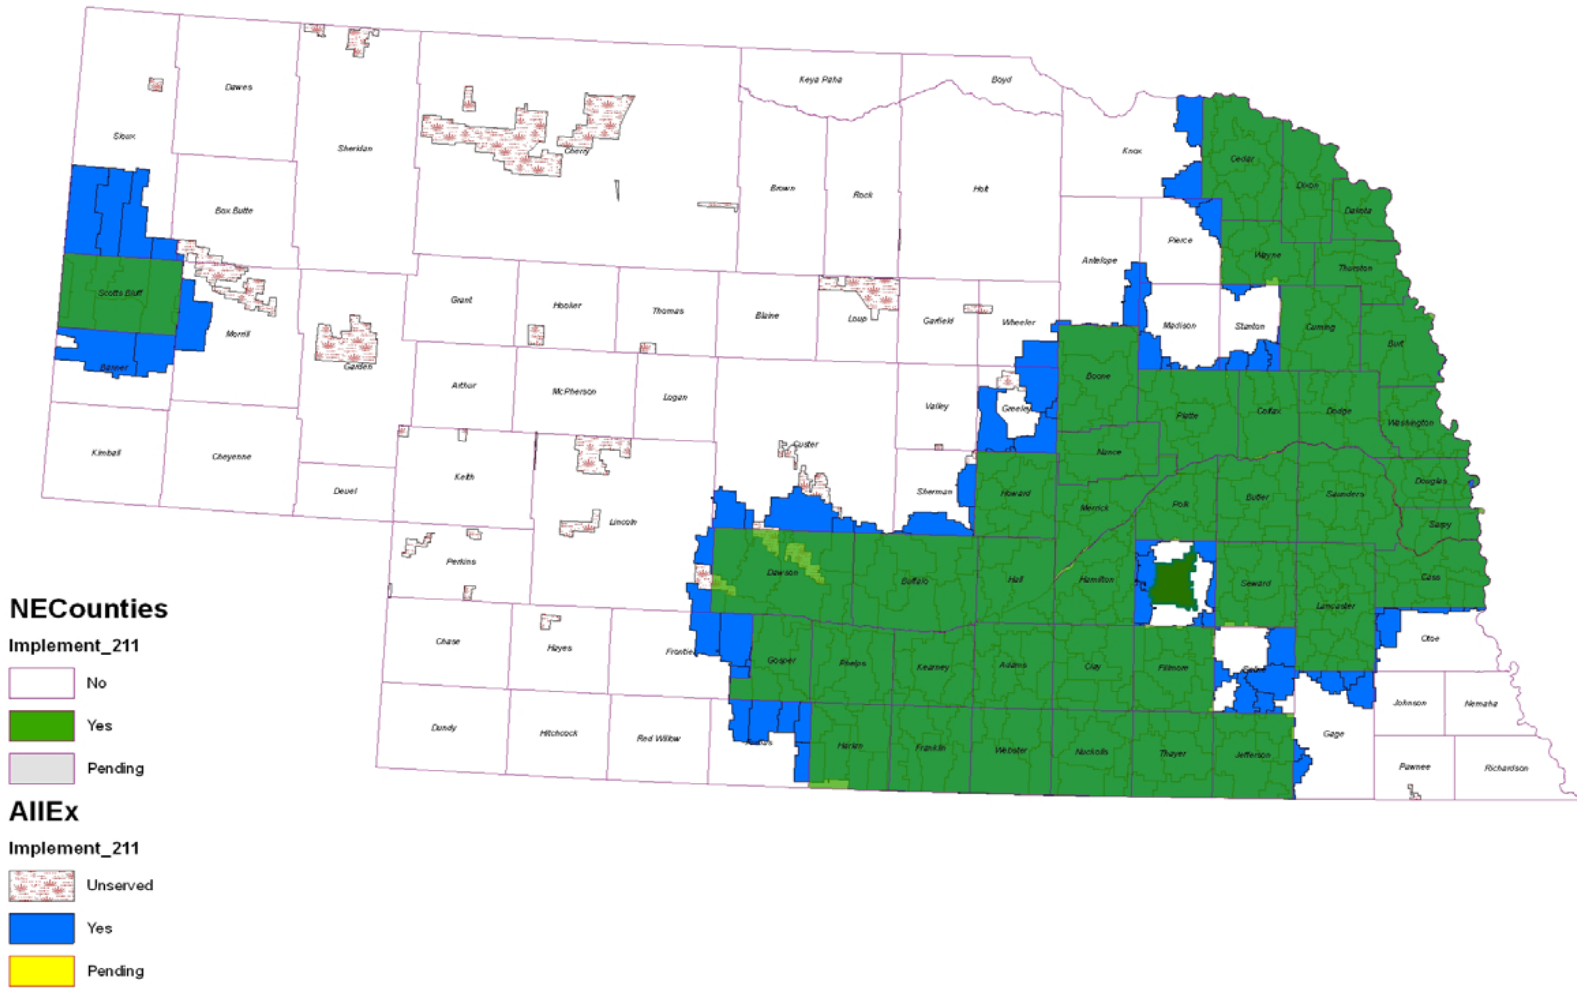 Keya Paha
Boyd
Dawes
Sioux
Sheridan
Cherry
Knox
Cedar
Dixon
Brown
Rock
Holt
Dakota
Box Butte
Pierce
Antelope
Wayne
Thurston
Scotts Bluff
Grant
Hooker
Thomas
Blaine
Loup
Garfield
Wheeler
Madison
Stanton
Cuming
Burt
Morrill
Garden
Banner
Arthur
McPherson
Logan
Valley
Greeley
Boone
Platte
Colfax
Dodge
Washington
Kimball
Cheyenne
Custer
Nance
Deuel
Keith
Sherman
Howard
Merrick
Polk
Butler
Saunders
Douglas
Lincoln
Sarpy
Perkins
Dawson
Buffalo
Hall
Hamilton
Seward
Lancaster
Cass
Otoe
Chase
Hayes
Frontier
Gosper
Phelps
Kearney
Adams
Clay
Fillmore
Johnson
Nemaha
Dundy
Hitchcock
Red Willow
Harlan
Franklin
Webster
Nuckolls
Thayer
Jefferson
Gage
Pawnee
Richardson
NECounties
Implement_211
No
Yes
Pending
AllEx
Implement_211
Unserved
Yes
Pending